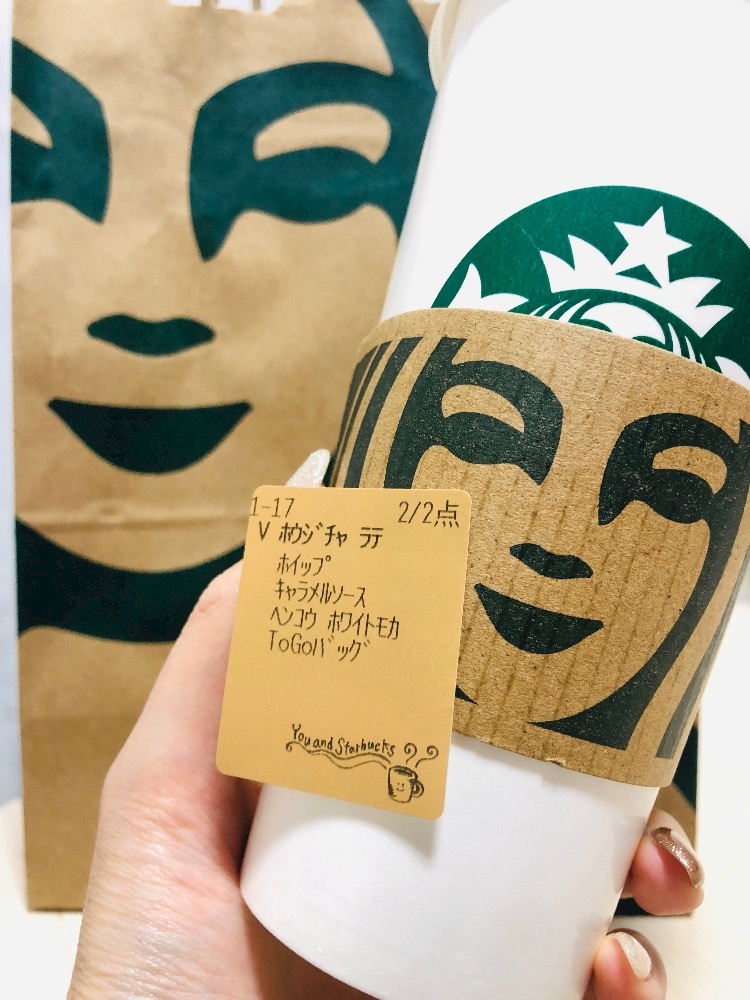 1-17 2/2点
V ホウジチャ ラテ
ホイップ
キャラメルソース
ヘンコウ ホワイトモカ
ToGoバッグ
You and Starbucks